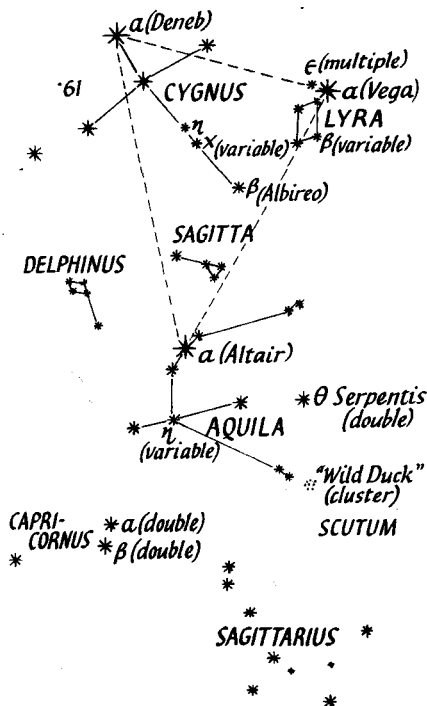 α (Deneb)
ε (multiple)
61
CYGNUS
α (Vega)
LYRA
η
χ (variable)
β (variable)
β (Albireo)
SAGITTA
DELPHINUS
α (Altair)
θ Serpentis
(double)
η
(variable)
AQUILA
"Wild Duck"
(cluster)
CAPRI-
CORNUS
α (double)
β (double)
SCUTUM
SAGITTARIUS